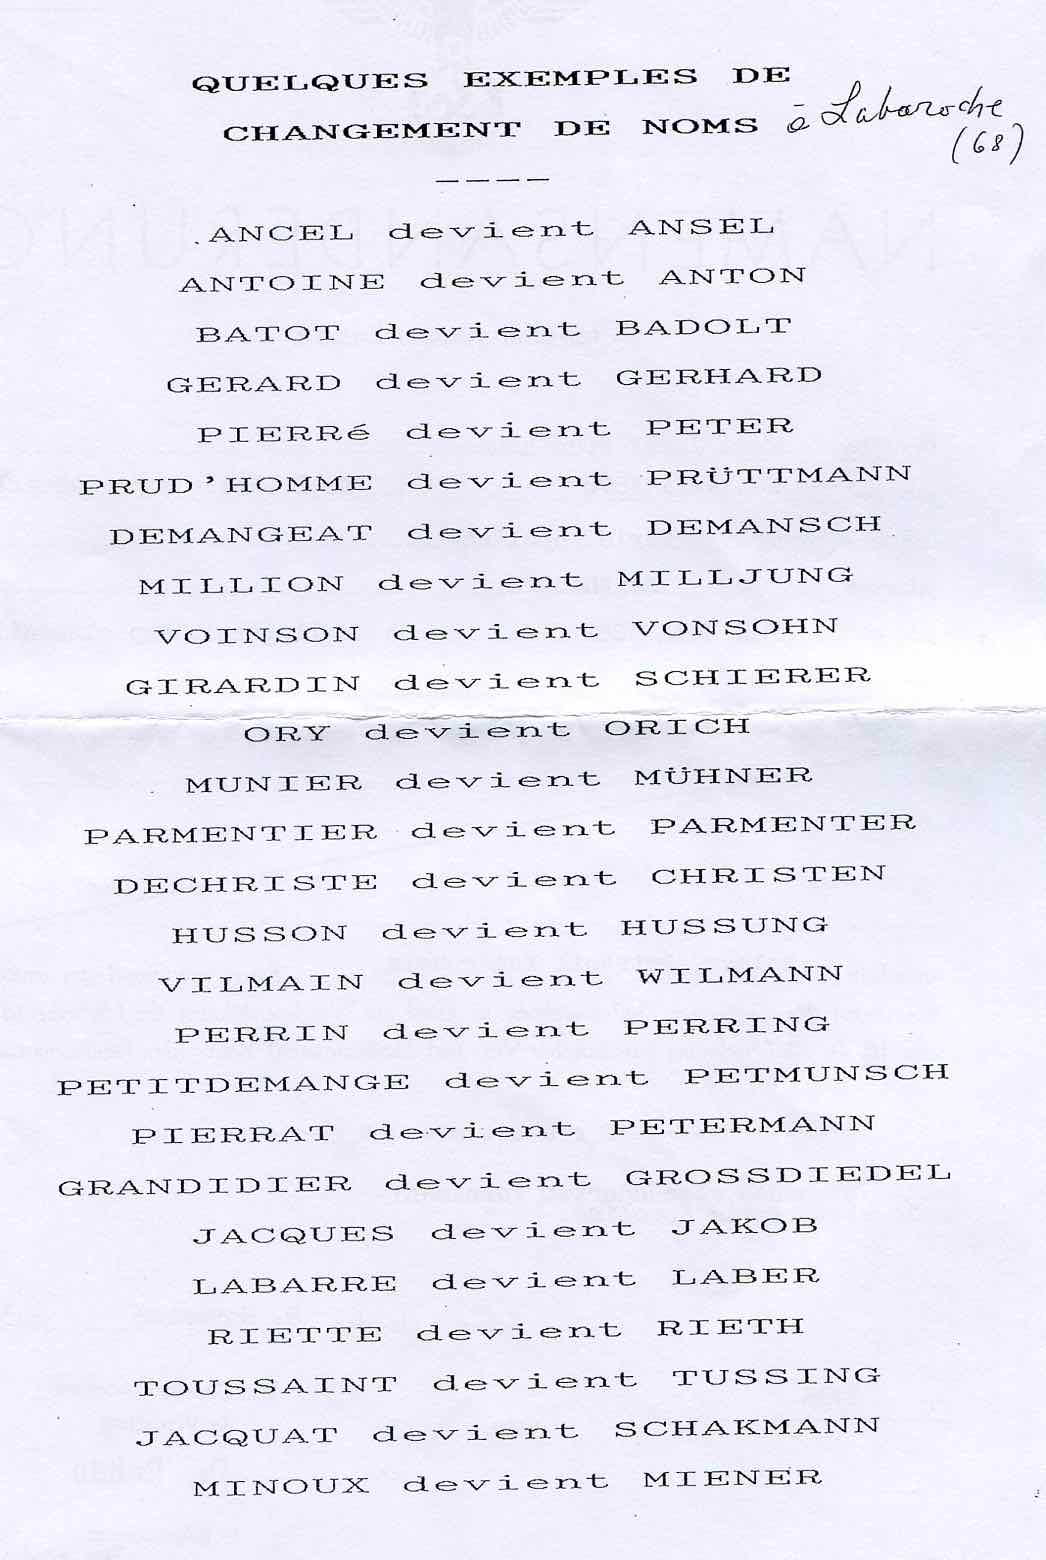 QUELQUES EXEMPLES DE
CHANGEMENT DE NOMS à Labaroche
(68)
----
ANCEL devient ANSEL
ANTOINE devient ANTON
BATOT devient BADOLT
GERARD devient GERHARD
PIERRé devient PETER
PRUD'HOMME devient PRÜTTMANN
DEMANGEAT devient DEMANSCH
MILLION devient MILLJUNG
VOINSON devient VONSOHN
GIRARDIN devient SCHIERER
ORY devient ORICH
MUNIER devient MÜHNER
PARMENTIER devient PARMENTER
DECHRISTE devient CHRISTEN
HUSSON devient HUSSUNG
VILMAIN devient WILMANN
PERRIN devient PERRING
PETITDEMANGE devient PETMUNSCH
PIERRAT devient PETERMANN
GRANDIDIER devient GROSSDIEDEL
JACQUES devient JAKOB
LABARRE devient LABER
RIETTE devient RIETH
TOUSSAINT devient TUSSING
JACQUAT devient SCHAKMANN
MINOUX devient MIENER